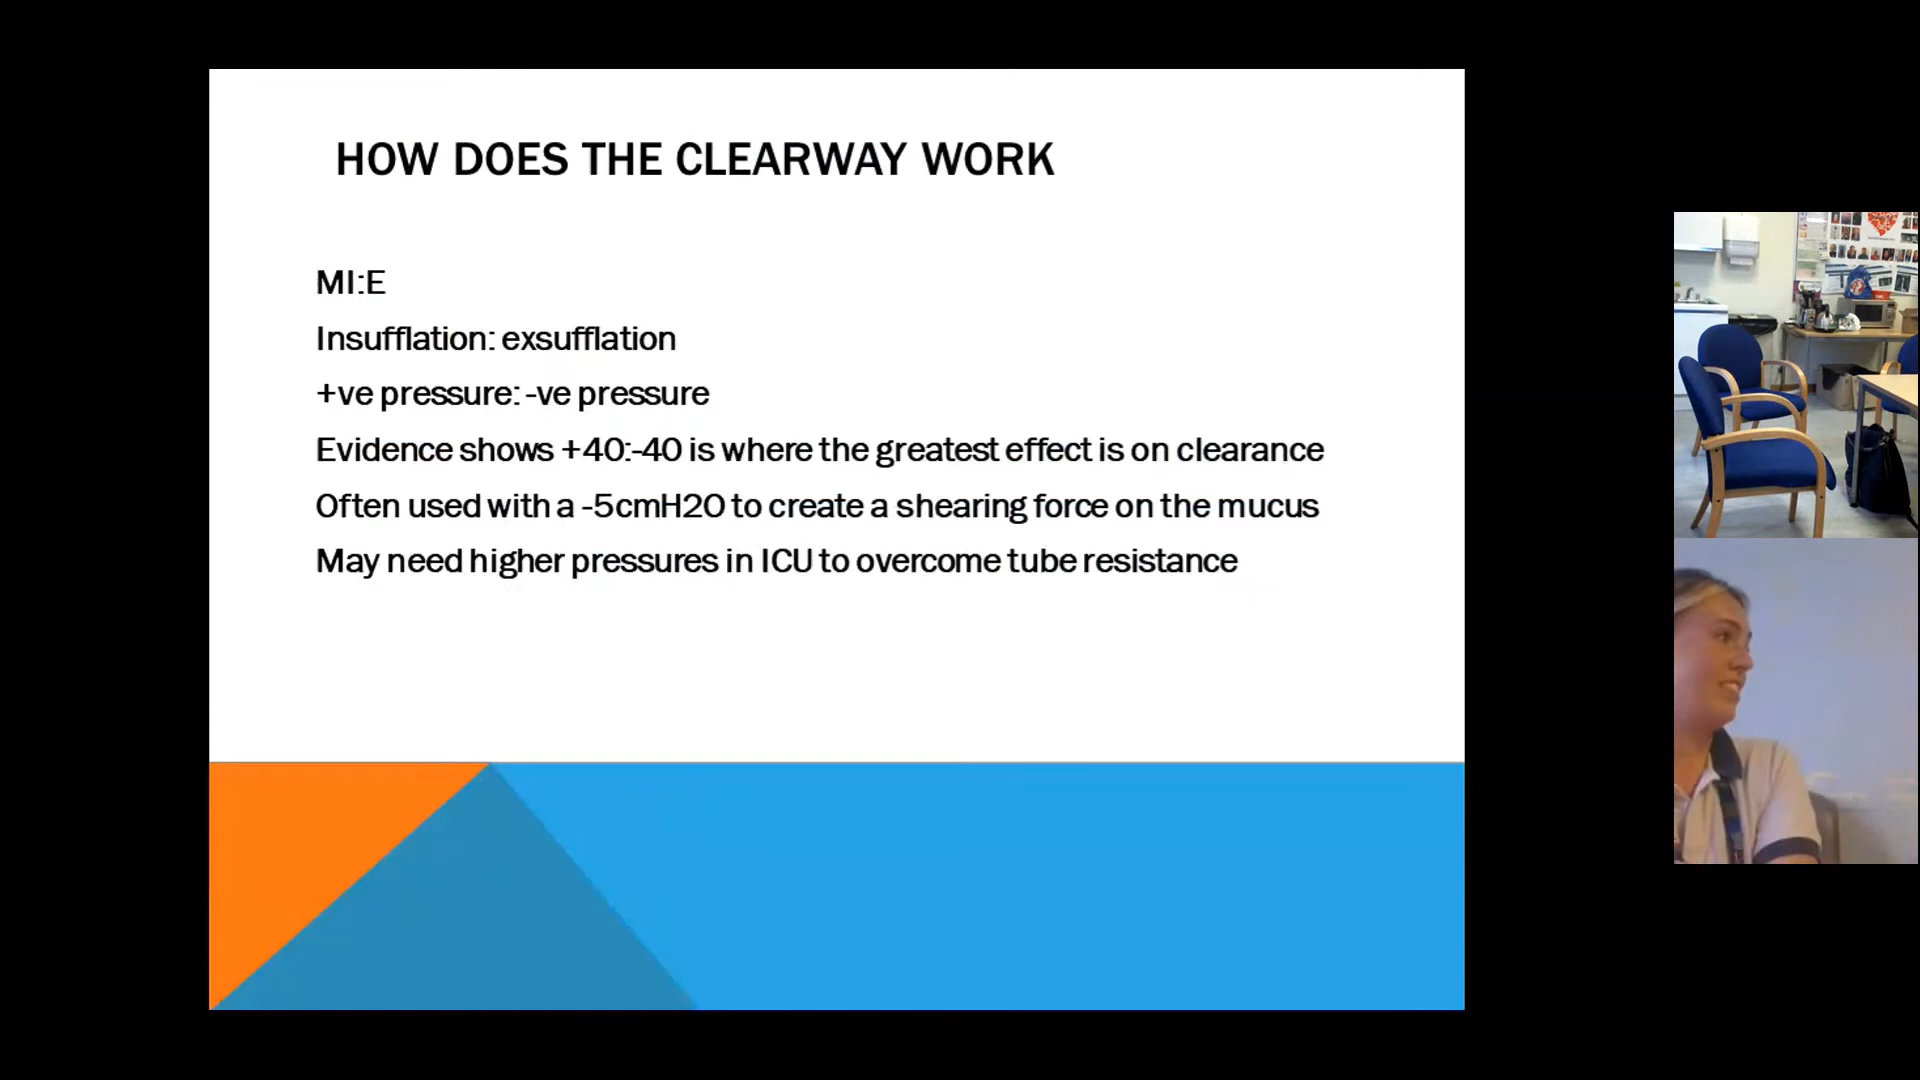 HOW DOES THE CLEARWAY WORK
MI:E
Insufflation: exsufflation
+ve pressure: -ve pressure
Evidence shows +40:-40 is where the greatest effect is on clearance
Often used with a -5cmH2O to create a shearing force on the mucus
May need higher pressures in ICU to overcome tube resistance